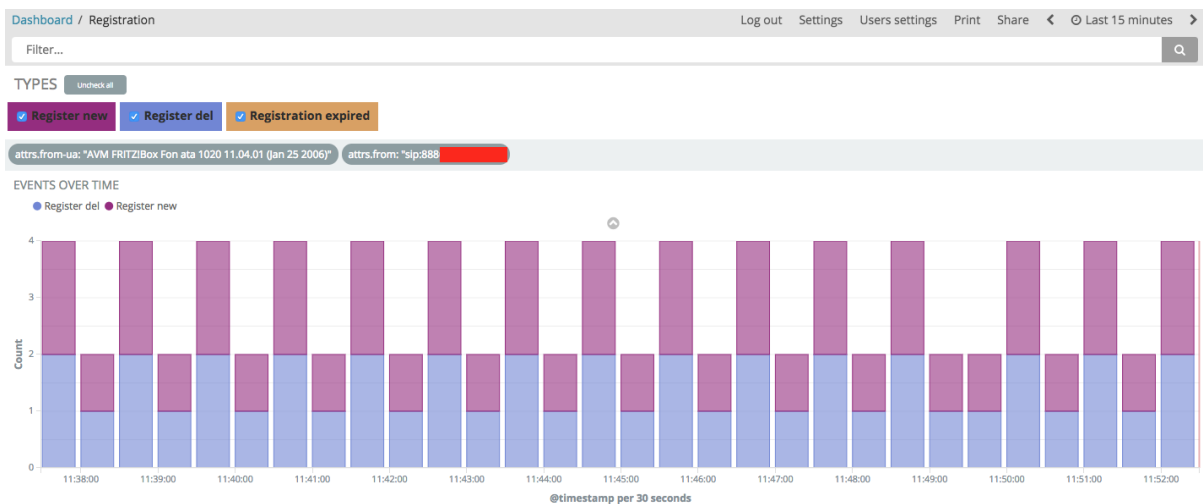 Dashboard / Registration Log out Settings Users settings Print Share Last 15 minutes
Filter...
TYPES Uncheck all
Register new Register del Registration expired
attrs.from-ua: "AVM FRITZ!Box Fon ata 1020 11.04.01 (Jan 25 2006)" attrs.from: "sip:888
EVENTS OVER TIME
Register del Register new
4
3
2
1
0
Count
11:38:00 11:39:00 11:40:00 11:41:00 11:42:00 11:43:00 11:44:00 11:45:00 11:46:00 11:47:00 11:48:00 11:49:00 11:50:00 11:51:00 11:52:00
@timestamp per 30 seconds